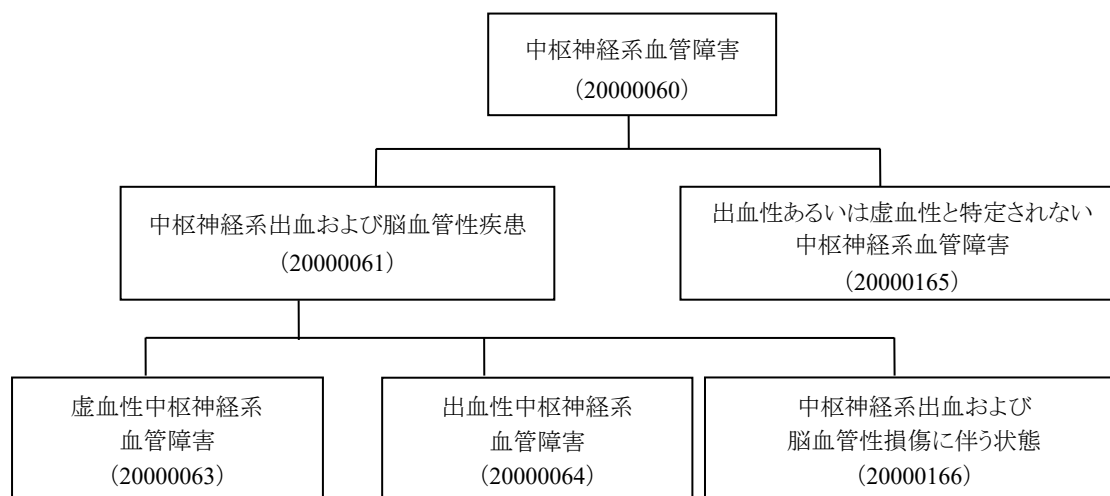 中枢神経系血管障害
(20000060)
中枢神経系出血および脳血管性疾患
(20000061)
出血性あるいは虚血性と特定されない
中枢神経系血管障害
(20000165)
虚血性中枢神経系
血管障害
(20000063)
出血性中枢神経系
血管障害
(20000064)
中枢神経系出血および
脳血管性損傷に伴う状態
(20000166)